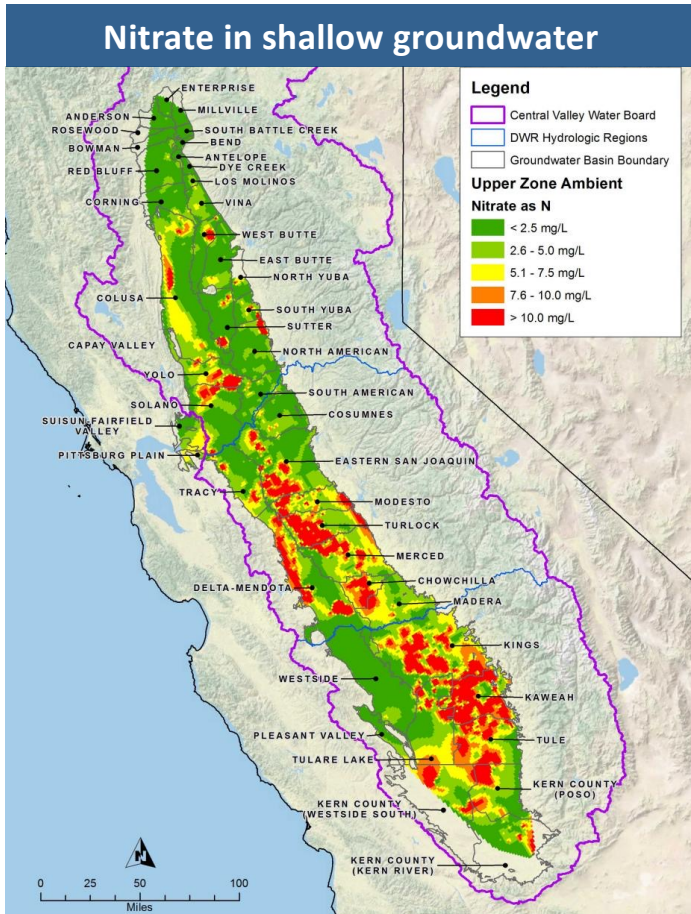 Nitrate in shallow groundwater
Legend
Central Valley Water Board
DWR Hydrologic Regions
Groundwater Basin Boundary
Upper Zone Ambient
Nitrate as N
< 2.5 mg/L
2.6 - 5.0 mg/L
5.1 - 7.5 mg/L
7.6 - 10.0 mg/L
> 10.0 mg/L
ENTERPRISE
ANDERSON
MILLVILLE
ROSEWOOD
SOUTH BATTLE CREEK
BOWMAN
BEND
ANTELOPE
RED BLUFF
DYE CREEK
LOS MOLINOS
CORNING
VINA
WEST BUTTE
EAST BUTTE
NORTH YUBA
COLUSA
SOUTH YUBA
SUTTER
CAPAY VALLEY
NORTH AMERICAN
YOLO
SOUTH AMERICAN
SOLANO
COSUMNES
SUISUN-FAIRFIELD
VALLEY
PITTSBURG PLAIN
EASTERN SAN JOAQUIN
TRACY
MODESTO
TURLOCK
MERCED
DELTA-MENDOTA
CHOWCHILLA
MADERA
KINGS
WESTSIDE
KAWEAH
PLEASANT VALLEY
TULE
TULARE LAKE
KERN COUNTY
(POSO)
KERN COUNTY
(WESTSIDE SOUTH)
KERN COUNTY
(KERN RIVER)
N
0 25 50 100
Miles